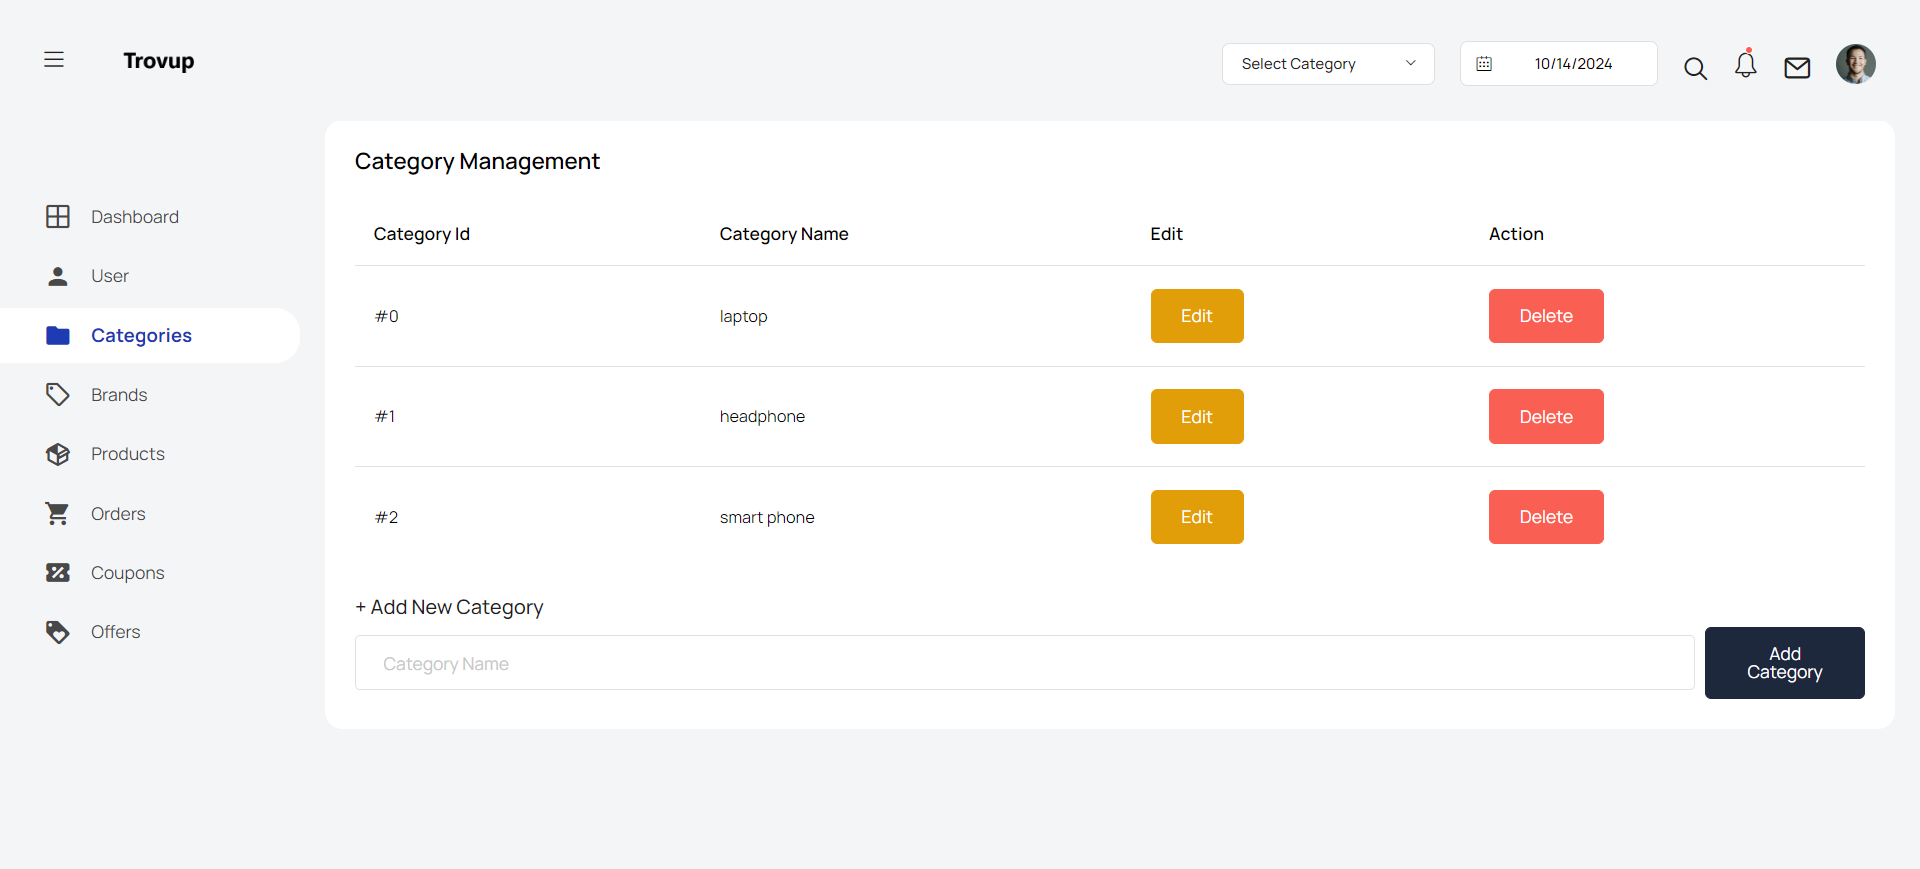 Trovup
Select Category
10/14/2024
Dashboard
User
Categories
Brands
Products
Orders
Coupons
Offers
Category Management
Category Id Category Name Edit Action
#0 laptop Edit Delete
#1 headphone Edit Delete
#2 smart phone Edit Delete
+ Add New Category
Category Name
Add
Category